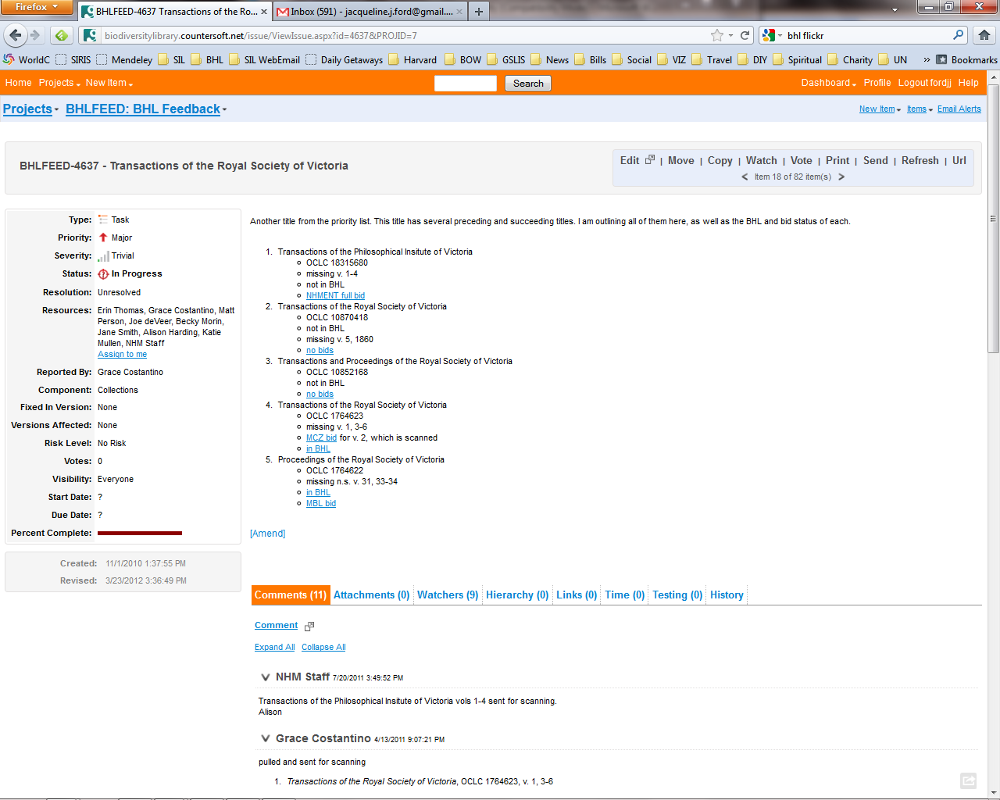 Firefox
BHLFEED-4637 Transactions of the Ro...
Inbox (591) - jacqueline.j.ford@gmail....
biodiversitylibrary.countersoft.net/issue/ViewIssue.aspx?id=4637&PROJID=7
bhl flickr
WorldC SIRIS Mendeley SIL BHL SIL WebEmail Daily Getaways Harvard BOW GSLIS News Bills Social VIZ Travel DIY Spiritual Charity UN » Bookmarks
Home Projects New Item Search Dashboard Profile Logout fordjj Help
Projects BHLFEED: BHL Feedback New Item Items Email Alerts
BHLFEED-4637 - Transactions of the Royal Society of Victoria
Edit | Move | Copy | Watch | Vote | Print | Send | Refresh | Url
< Item 18 of 82 item(s) >
Type: Task
Priority: Major
Severity: Trivial
Status: In Progress
Resolution: Unresolved
Resources: Erin Thomas, Grace Costantino, Matt
Person, Joe deVeer, Becky Morin,
Jane Smith, Alison Harding, Katie
Mullen, NHM Staff
Assign to me
Reported By: Grace Costantino
Component: Collections
Fixed In Version: None
Versions Affected: None
Risk Level: No Risk
Votes: 0
Visibility: Everyone
Start Date: ?
Due Date: ?
Percent Complete:
Created: 11/1/2010 1:37:55 PM
Revised: 3/23/2012 3:36:49 PM
Another title from the priority list. This title has several preceding and succeeding titles. I am outlining all of them here, as well as the BHL and bid status of each.
1. Transactions of the Philosophical Insitute of Victoria
OCLC 18315680
missing v. 1-4
not in BHL
NHMENT full bid
2. Transactions of the Royal Society of Victoria
OCLC 10870418
not in BHL
missing v. 5, 1860
no bids
3. Transactions and Proceedings of the Royal Society of Victoria
OCLC 10852168
not in BHL
no bids
4. Transactions of the Royal Society of Victoria
OCLC 1764623
missing v. 1, 3-6
MCZ bid for v. 2, which is scanned
in BHL
5. Proceedings of the Royal Society of Victoria
OCLC 1764622
missing n.s. v. 31, 33-34
in BHL
MBL bid
[Amend]
Comments (11) Attachments (0) Watchers (9) Hierarchy (0) Links (0) Time (0) Testing (0) History
Comment
Expand All Collapse All
NHM Staff 7/20/2011 3:49:52 PM
Transactions of the Philosophical Insitute of Victoria vols 1-4 sent for scanning.
Alison
Grace Costantino 4/13/2011 9:07:21 PM
pulled and sent for scanning
1. Transactions of the Royal Society of Victoria, OCLC 1764623, v. 1, 3-6